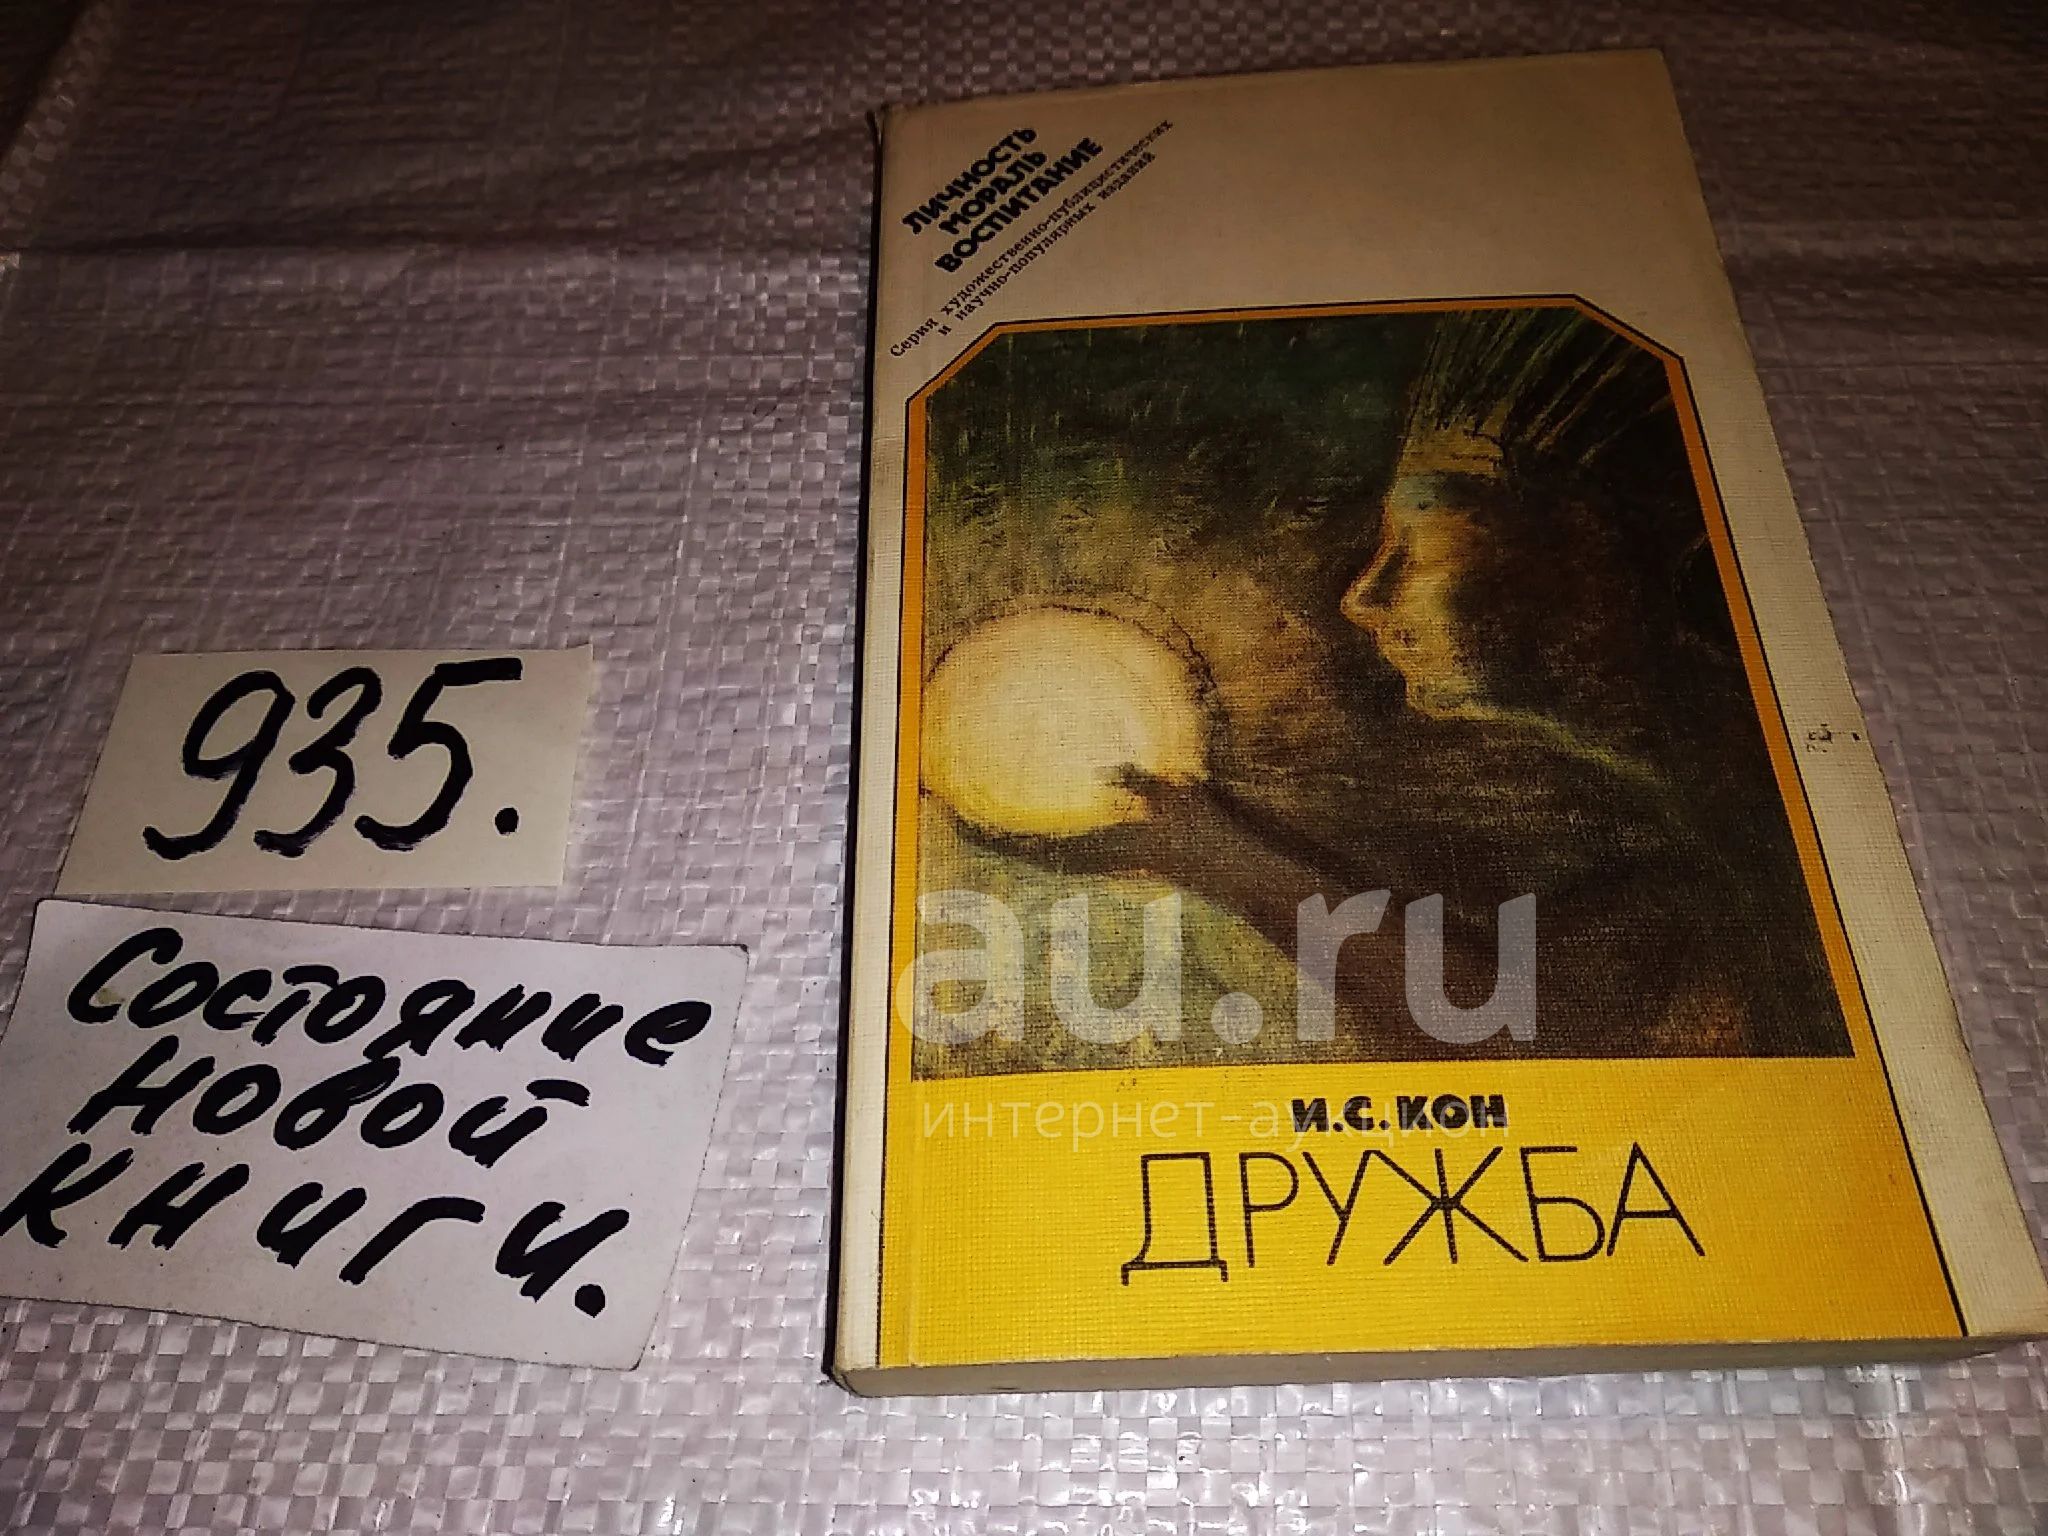 ЛИЧНОСТЬ
МОРАЛЬ
ВОСПИТАНИЕ
Серия художественно-публицистических
и научно-популярных изданий
935.
Состояние
новой
книги.
au.ru
интернет-аукцион
И.С.КОН
ДРУЖБА